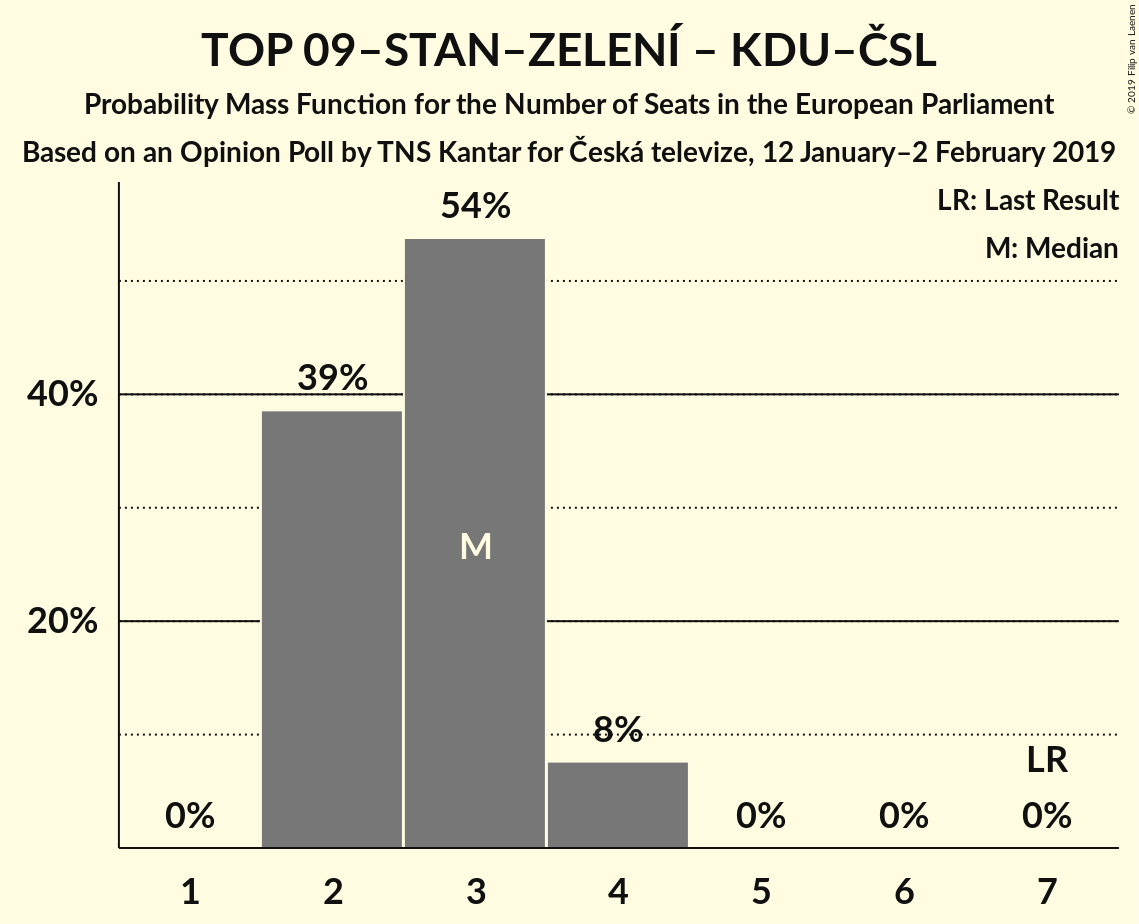 TOP 09–STAN–ZELENÍ – KDU–ČSL
Probability Mass Function for the Number of Seats in the European Parliament
Based on an Opinion Poll by TNS Kantar for Česká televize, 12 January–2 February 2019
© 2019 Filip van Laenen
LR: Last Result
M: Median
54%
39%
40%
M
20%
8%
LR
0%
0%
0%
0%
1
2
3
4
5
6
7